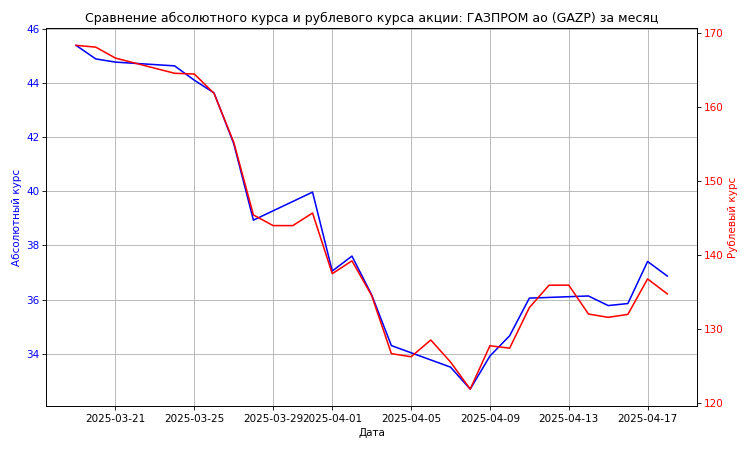 Сравнение абсолютного курса и рублевого курса акции: ГАЗПРОМ ао (GAZP) за месяц
46
44
42
40
38
36
34
Абсолютный курс
170
160
150
140
130
120
Рублевый курс
2025-03-21 2025-03-25 2025-03-29 2025-04-01 2025-04-05 2025-04-09 2025-04-13 2025-04-17
Дата